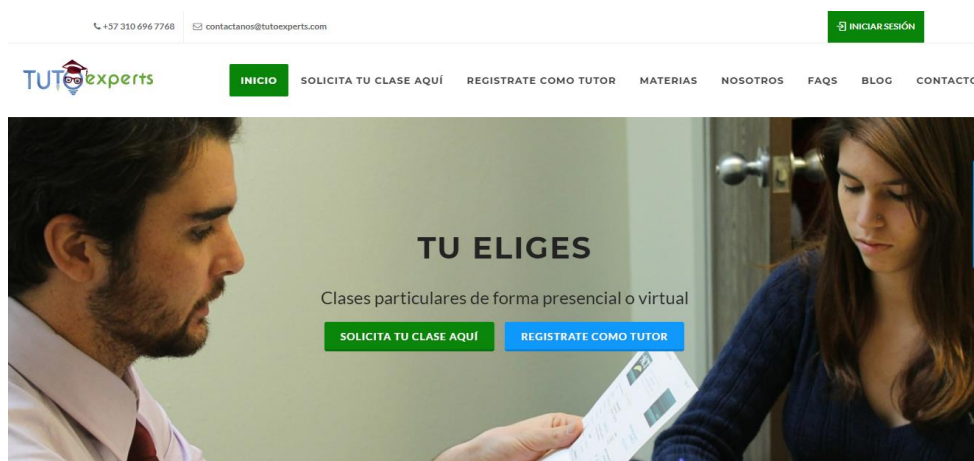 +57 310 696 7768
contactanos@tutoexperts.com
INICIAR SESIÓN
TUTOexperts
INICIO
SOLICITA TU CLASE AQUÍ
REGISTRATE COMO TUTOR
MATERIAS
NOSOTROS
FAQS
BLOG
CONTACTO
TU ELIGES
Clases particulares de forma presencial o virtual
SOLICITA TU CLASE AQUÍ
REGISTRATE COMO TUTOR